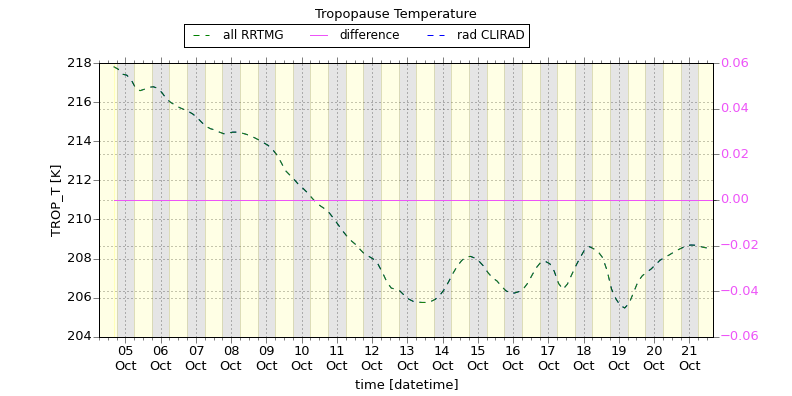 Tropopause Temperature
all RRTMG difference rad CLIRAD
218 0.06
216 0.04
214 0.02
212 0.00
210 −0.02
208 −0.04
206 −0.06
204
TROP_T [K]
05 06 07 08 09 10 11 12 13 14 15 16 17 18 19 20 21
Oct Oct Oct Oct Oct Oct Oct Oct Oct Oct Oct Oct Oct Oct Oct Oct Oct
time [datetime]